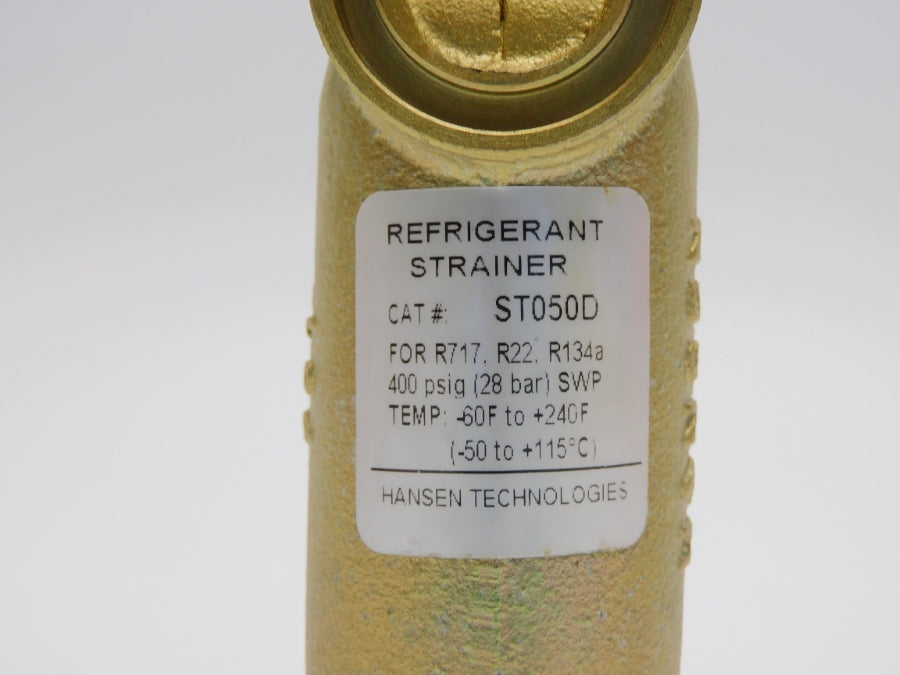 REFRIGERANT
STRAINER
CAT #: ST050D
FOR R717, R22, R134a
400 psig (28 bar) SWP
TEMP: -60F to +240F
(-50 to +115°C)
HANSEN TECHNOLOGIES